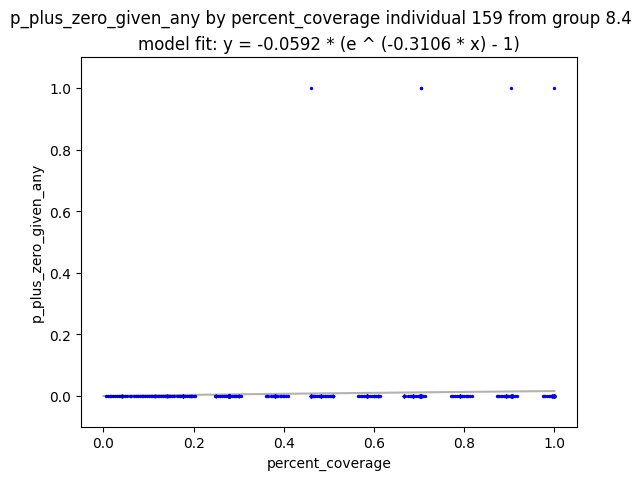 p_plus_zero_given_any by percent_coverage individual 159 from group 8.4
model fit: y = -0.0592 * (e ^ (-0.3106 * x) - 1)
1.0
0.8
0.6
0.4
0.2
0.0
p_plus_zero_given_any
0.0 0.2 0.4 0.6 0.8 1.0
percent_coverage